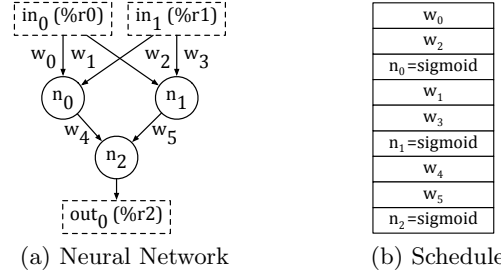 in₀ (%r0) in₁ (%r1)
w₀ w₁ w₂ w₃
n₀ n₁
w₄ w₅
n₂
out₀ (%r2)
(a) Neural Network
w₀
w₂
n₀=sigmoid
w₁
w₃
n₁=sigmoid
w₄
w₅
n₂=sigmoid
(b) Schedule